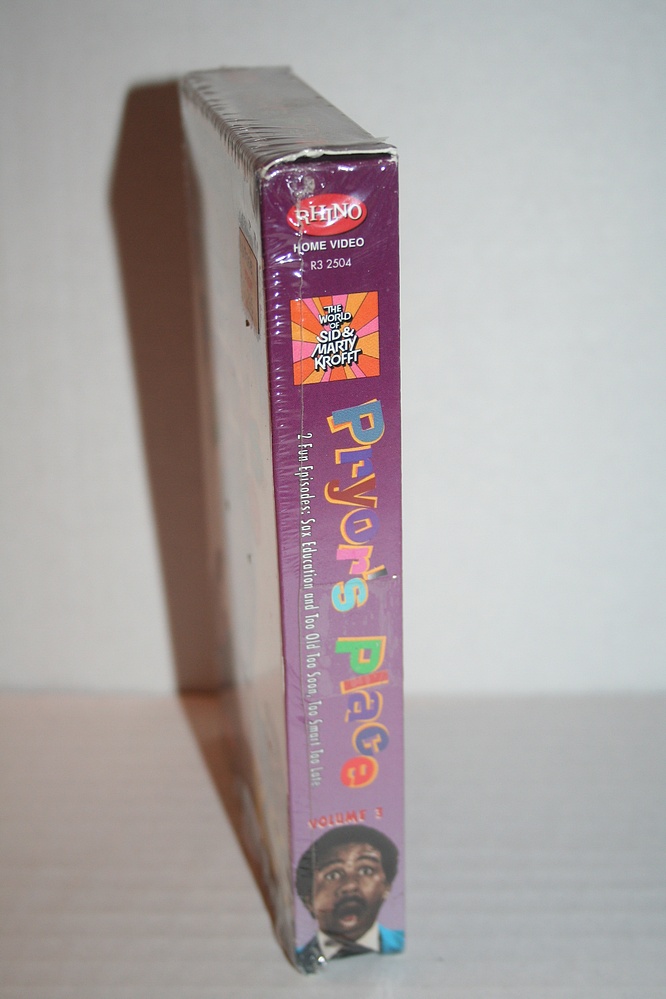 RHINO
HOME VIDEO
R3 2504
THE
WORLD
OF
SID &
MARTY
KROFFT
Pryor's Place
2 Fun Episodes: Sax Education and Too Old Too Soon, Too Smart Too Late
VOLUME